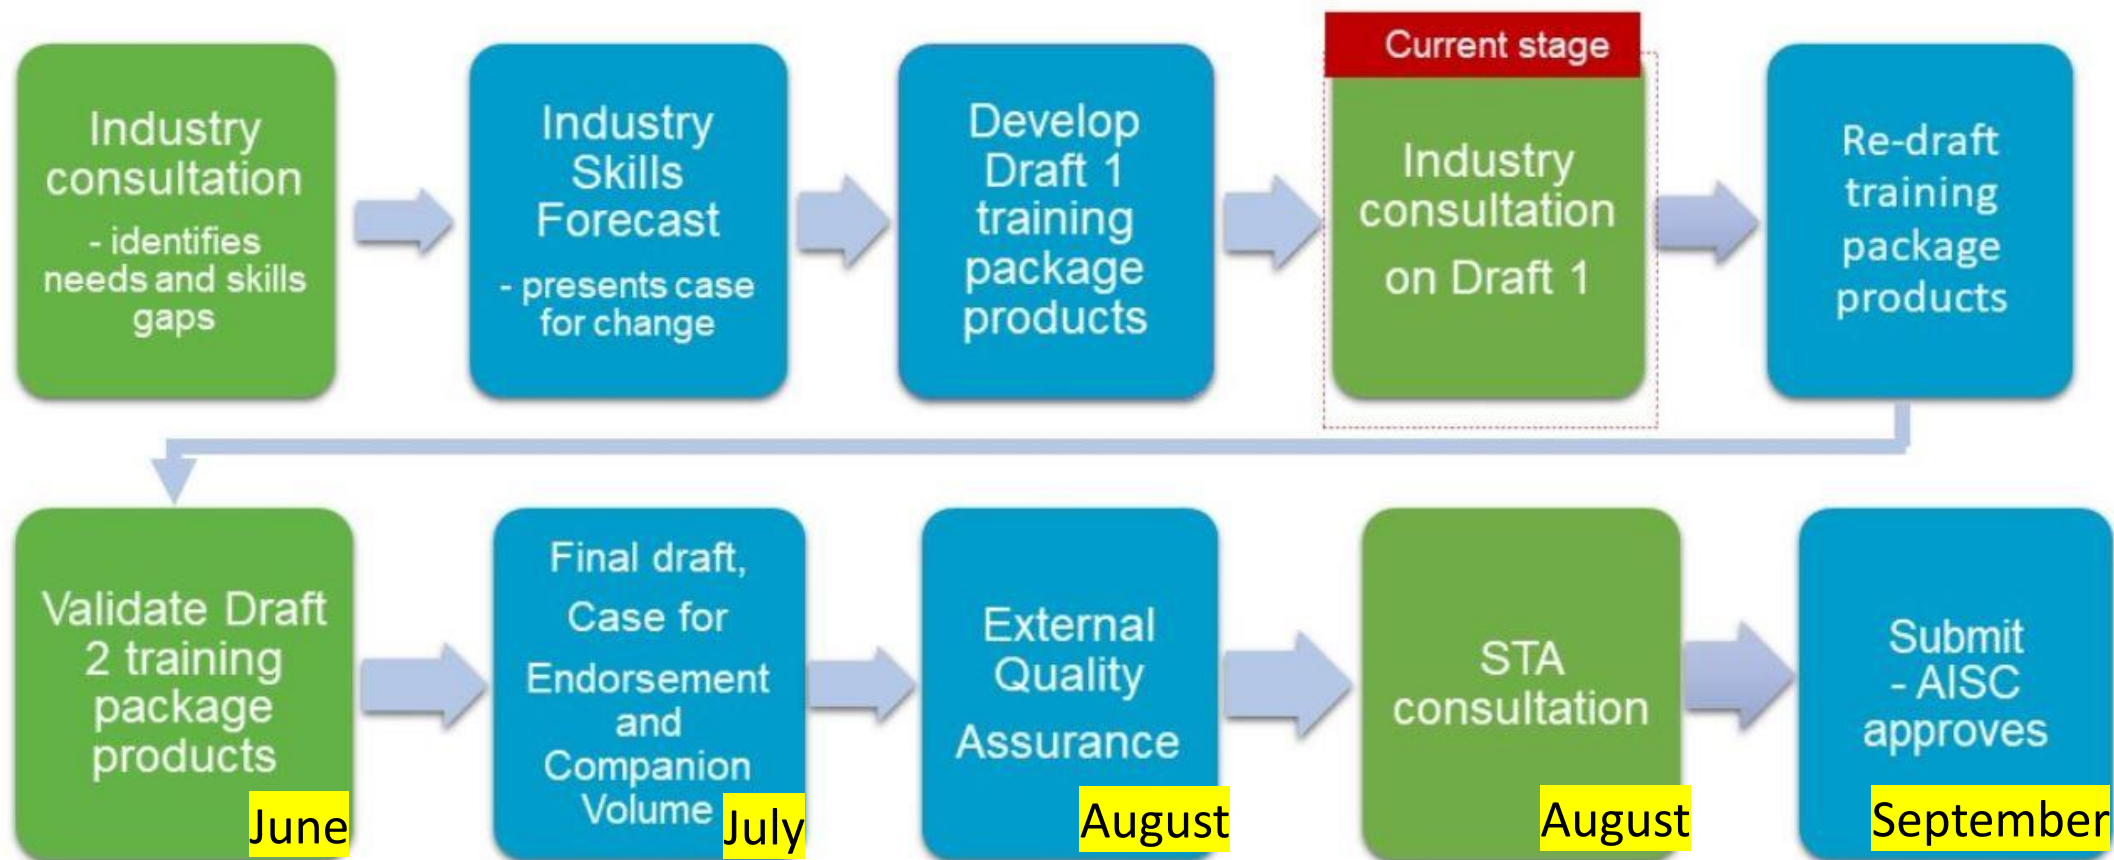 Industry
consultation
- identifies
needs and skills
gaps
Industry
Skills
Forecast
- presents case
for change
Develop
Draft 1
training
package
products
Current stage
Industry
consultation
on Draft 1
Re-draft
training
package
products
Validate Draft
2 training
package
products
June
Final draft,
Case for
Endorsement
and
Companion
Volume
July
External
Quality
Assurance
August
STA
consultation
August
Submit
- AISC
approves
September